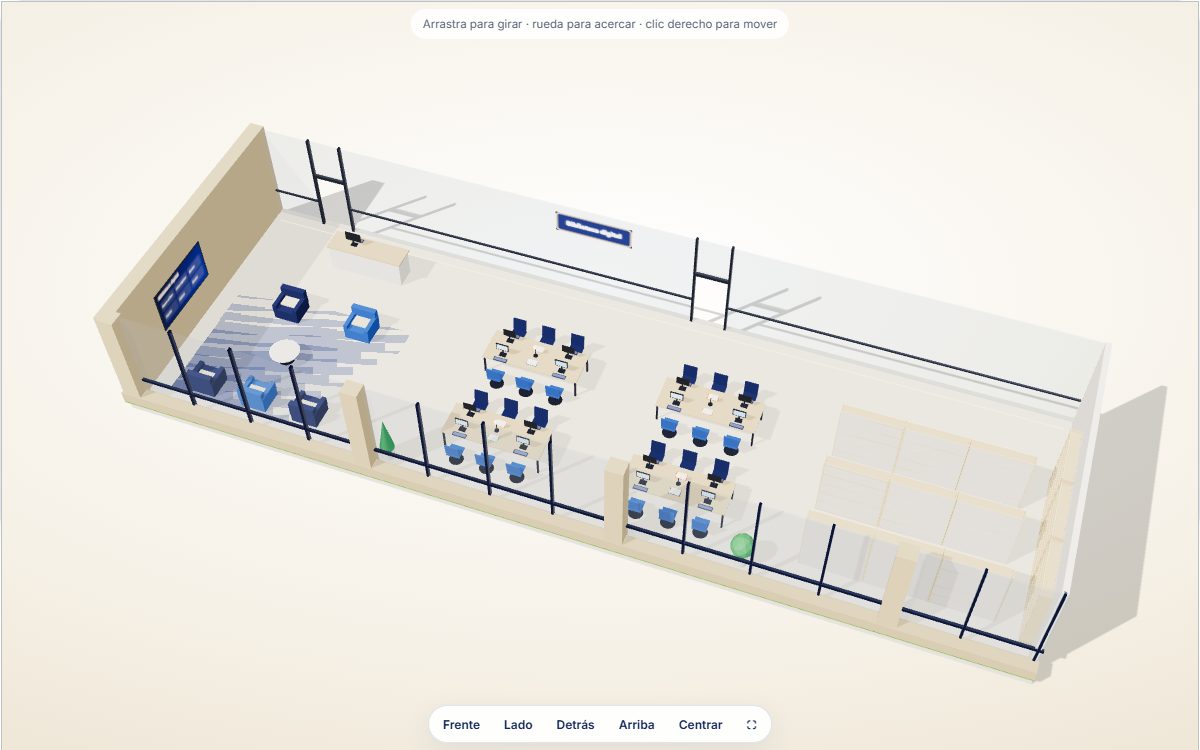 Arrastra para girar · rueda para acercar · clic derecho para mover
Frente Lado Detrás Arriba Centrar